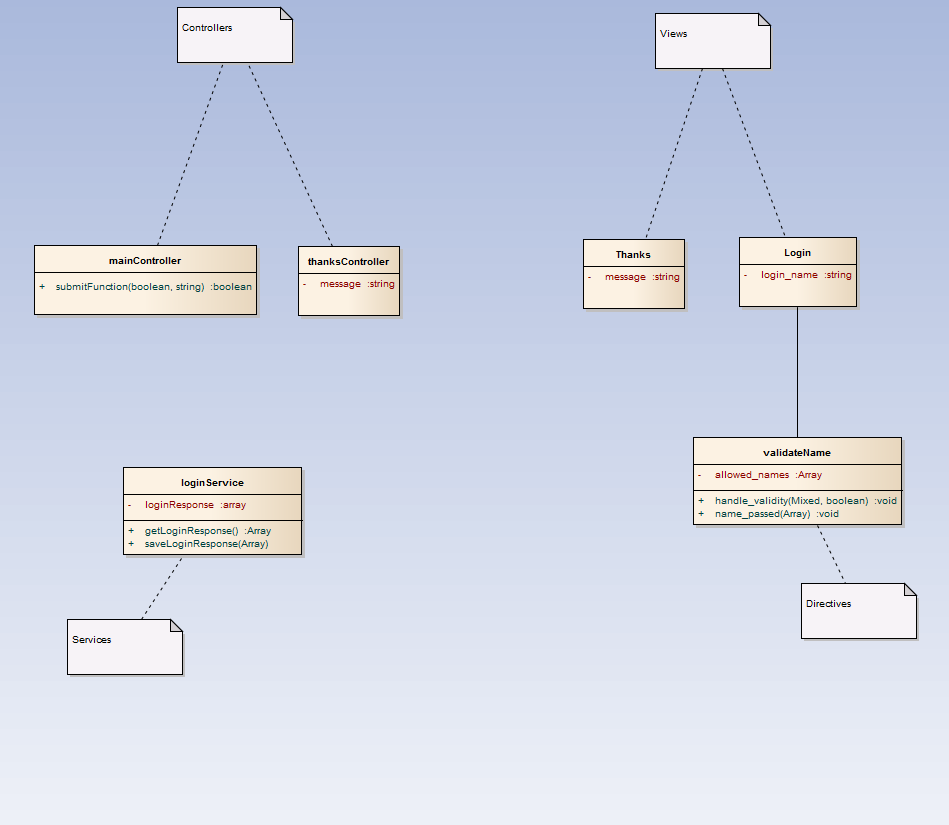 Controllers
Views
mainController
+ submitFunction(boolean, string) :boolean
thanksController
- message :string
Thanks
- message :string
Login
- login_name :string
validateName
- allowed_names :Array
+ handle_validity(Mixed, boolean) :void
+ name_passed(Array) :void
loginService
- loginResponse :array
+ getLoginResponse() :Array
+ saveLoginResponse(Array)
Directives
Services